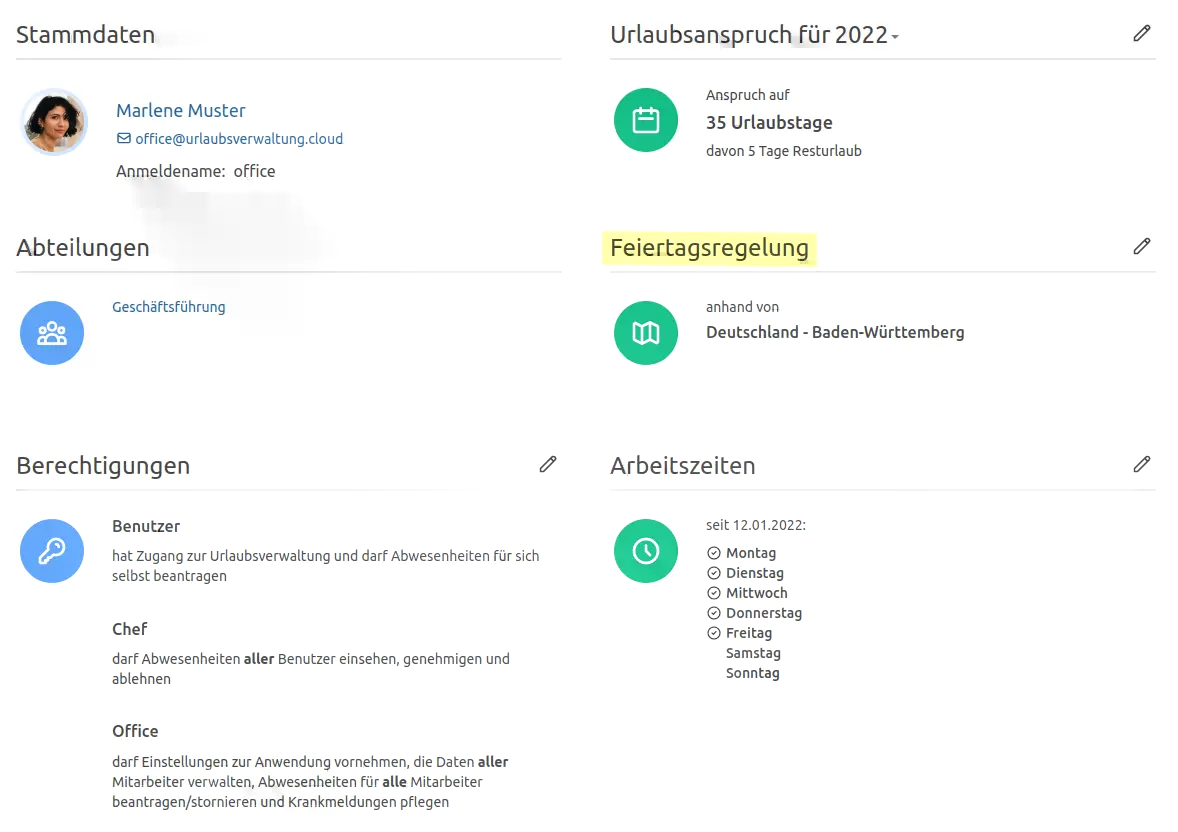 Stammdaten
Marlene Muster
office@urlaubsverwaltung.cloud
Anmeldename: office
Urlaubsanspruch für 2022
Anspruch auf
35 Urlaubstage
davon 5 Tage Resturlaub
Abteilungen
Geschäftsführung
Feiertagsregelung
anhand von
Deutschland - Baden-Württemberg
Berechtigungen
Benutzer
hat Zugang zur Urlaubsverwaltung und darf Abwesenheiten für sich
selbst beantragen
Chef
darf Abwesenheiten aller Benutzer einsehen, genehmigen und
ablehnen
Office
darf Einstellungen zur Anwendung vornehmen, die Daten aller
Mitarbeiter verwalten, Abwesenheiten für alle Mitarbeiter
beantragen/stornieren und Krankmeldungen pflegen
Arbeitszeiten
seit 12.01.2022:
Montag
Dienstag
Mittwoch
Donnerstag
Freitag
Samstag
Sonntag